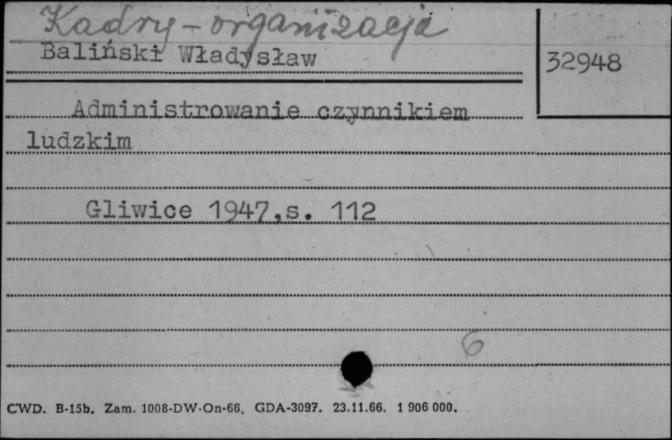 Kadry - organizacja
Baliński Władysław
32948
Administrowanie czynnikiem
ludzkim
Gliwice 1947,s. 112
6
CWD. B-15b. Zam. 1008-DW-On-66. GDA-3097. 23.11.66. 1 906 000.